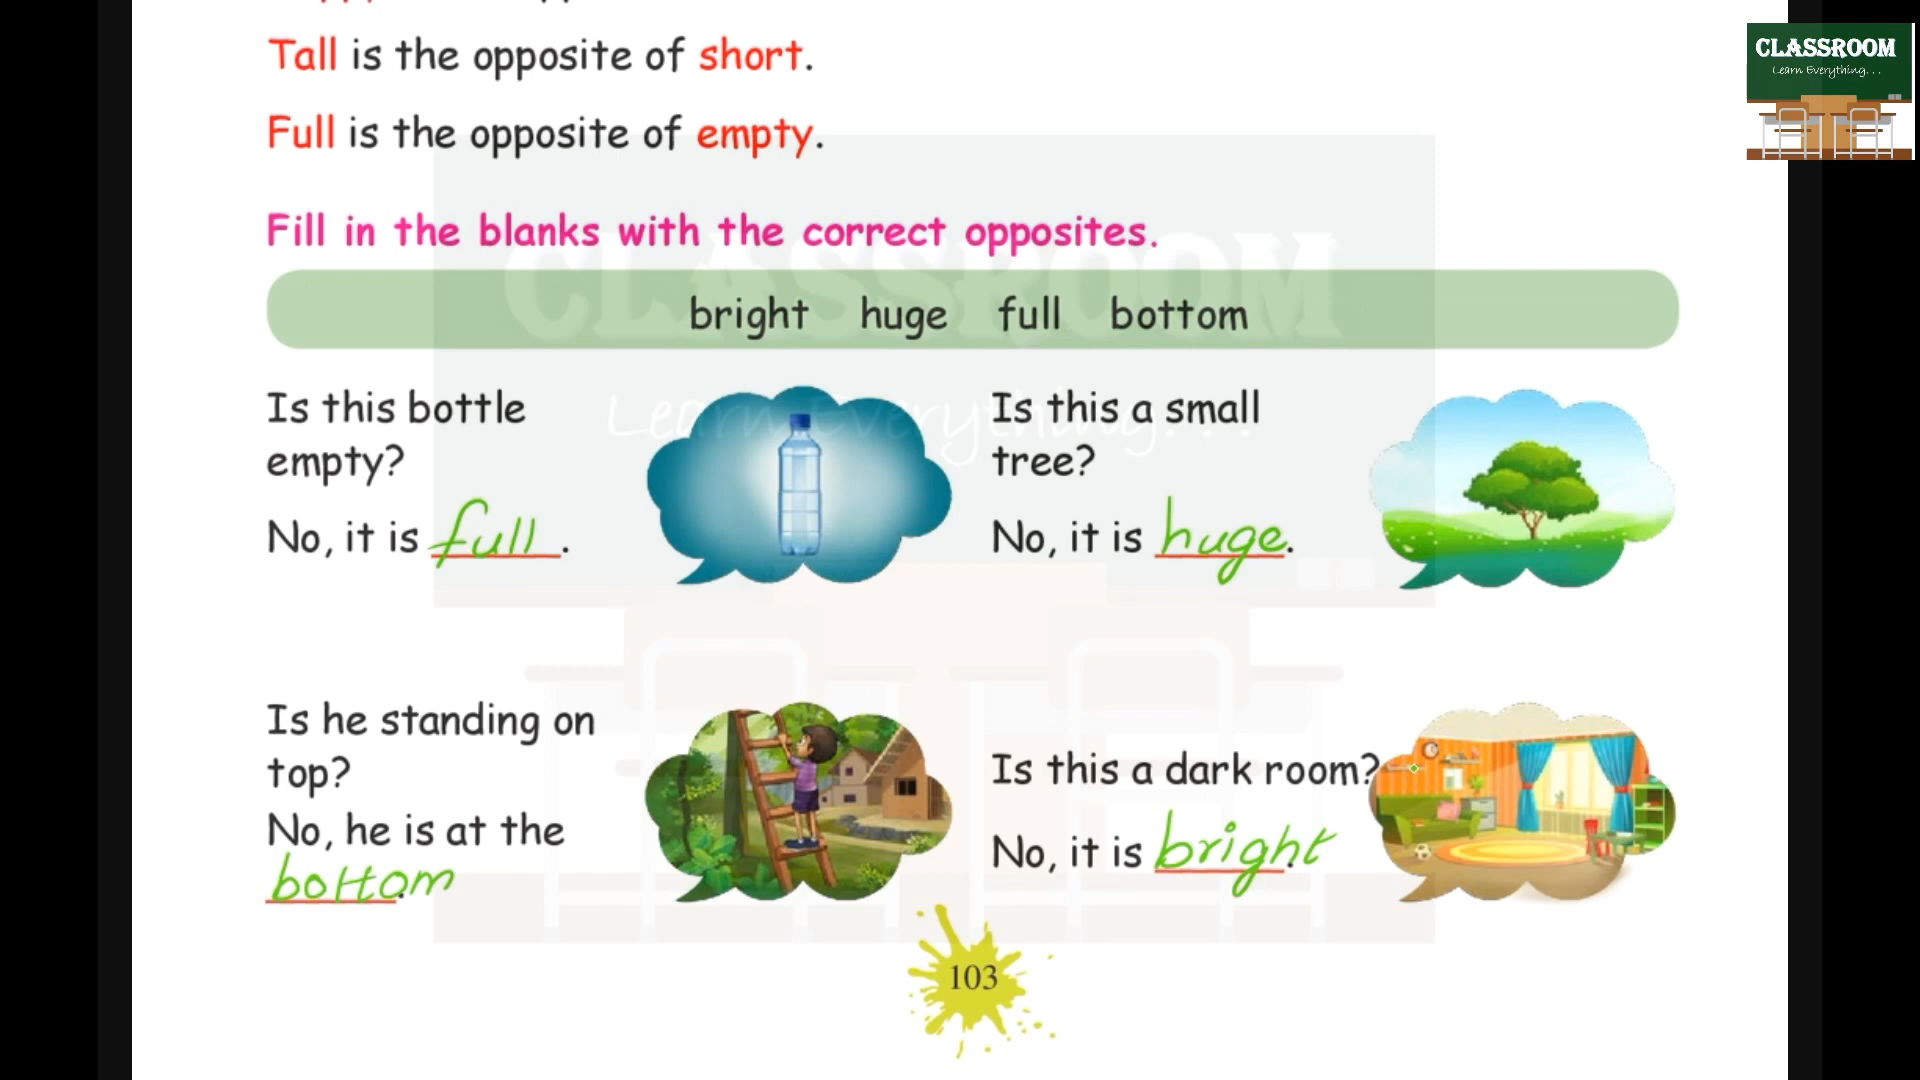 Tall is the opposite of short.
Full is the opposite of empty.
Fill in the blanks with the correct opposites.
bright huge full bottom
Is this bottle
empty?
No, it is full.
Is this a small
tree?
No, it is huge.
Is he standing on
top?
No, he is at the
bottom.
Is this a dark room?
No, it is bright.
103
CLASSROOM
Learn Everything...
CLASSROOM
Learn Everything...